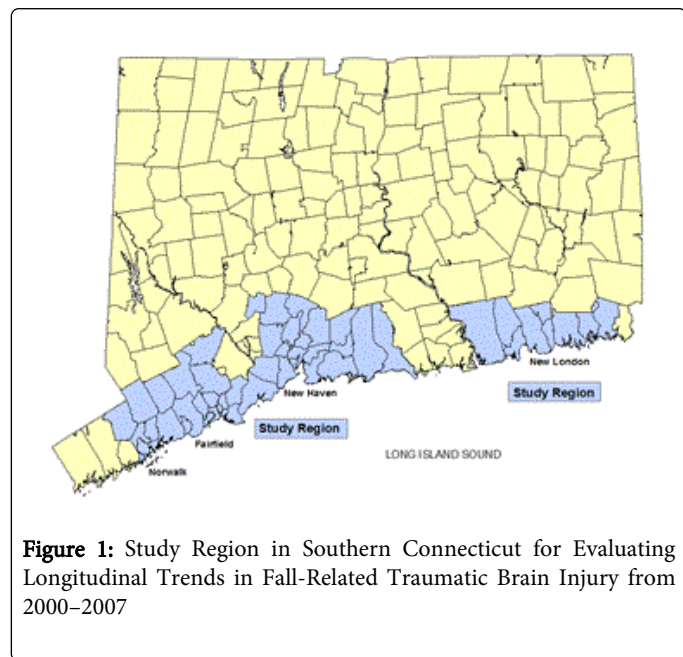 New London
Study Region
New Haven
Study Region
Fairfield
LONG ISLAND SOUND
Norwalk
Figure 1: Study Region in Southern Connecticut for Evaluating
Longitudinal Trends in Fall-Related Traumatic Brain Injury from
2000–2007